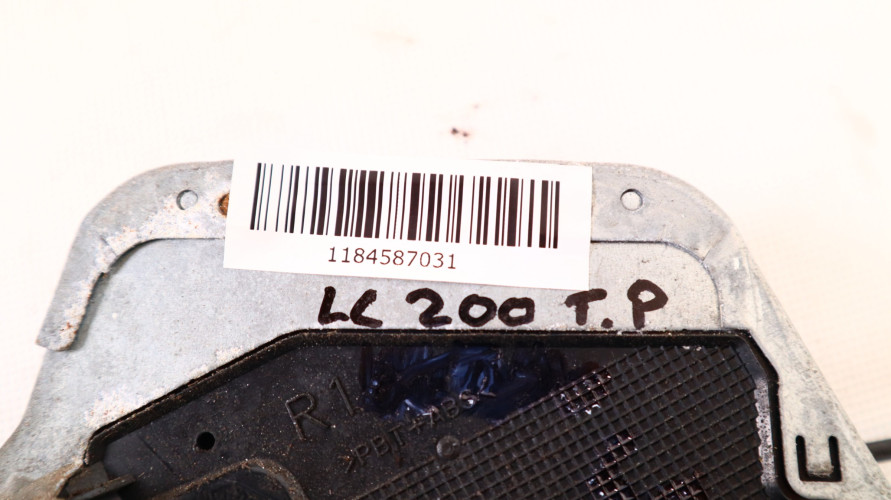 1184587031
LC 200 T.P
R1
>PBT+ABS<